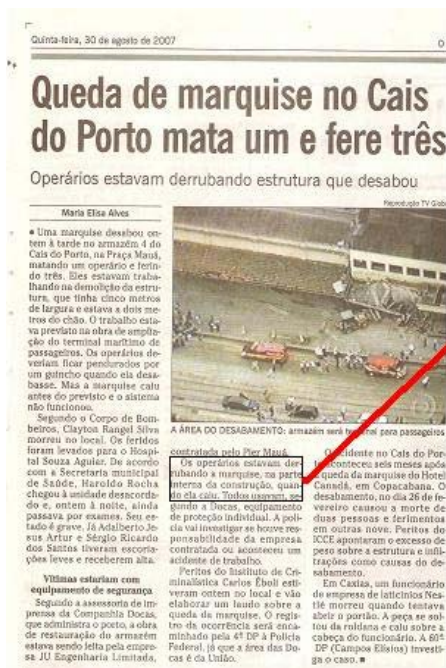 Quinta-feira, 30 de agosto de 2007
O
Queda de marquise no Cais
do Porto mata um e fere três
Operários estavam derrubando estrutura que desabou
Maria Elisa Alves
• Uma marquise desabou on-
tem à tarde no armazém 4 do
Cais do Porto, na Praça Mauá,
matando um operário e ferin-
do três. Eles estavam traba-
lhando na demolição da estru-
tura, que tinha cinco metros
de largura e estava a dois me-
tros do chão. O trabalho esta-
va previsto na obra de amplia-
ção do terminal marítimo de
passageiros. Os operários de-
veriam ficar pendurados por
um guincho quando ela desa-
basse. Mas a marquise caiu
antes do previsto e o sistema
não funcionou.
Segundo o Corpo de Bom-
beiros, Clayton Rangel Silva
morreu no local. Os feridos
foram levados para o Hospi-
tal Souza Aguiar. De acordo
com a Secretaria municipal
de Saúde, Haroldo Rocha
chegou à unidade desacorda-
do e, ontem à noite, ainda
passava por exames. Seu es-
tado é grave. Já Adalberto Je-
sus Artur e Sérgio Ricardo
dos Santos tiveram escoria-
ções leves e receberam alta.
Vítimas estariam com
equipamento de segurança
Segundo a assessoria de im-
prensa da Companhia Docas,
que administra o porto, a obra
de restauração do armazém
estava sendo feita pela empre-
sa JU Engenharia Limitada,
Reprodução TV Globo
A ÁREA DO DESABAMENTO: armazém será terminal para passageiros
contratada pelo Pier Mauá.
Os operários estavam der-
rubando a marquise, na parte
interna da construção, quan-
do ela caiu. Todos usavam, se-
gundo a Docas, equipamento
de proteção individual. A polí-
cia vai investigar se houve res-
ponsabilidade da empresa
contratada ou aconteceu um
acidente de trabalho.
Peritos do Instituto de Cri-
minalística Carlos Éboli esti-
veram ontem no local e vão
elaborar um laudo sobre a
queda da marquise. O regis-
tro da ocorrência será enca-
minhado pela 4ª DP à Polícia
Federal, já que a área das Do-
cas é da União.
O acidente no Cais do Por-
to aconteceu seis meses após
a queda da marquise do Hotel
Canadá, em Copacabana. O
desabamento, no dia 26 de fe-
vereiro causou a morte de
duas pessoas e ferimentos
em outras nove. Peritos do
ICCE apontaram o excesso de
peso sobre a estrutura e infil-
trações como causas do de-
sabamento.
Em Caxias, um funcionário
de empresa de laticínios Nes-
tlé morreu quando tentava
abrir o portão. A peça se sol-
tou da roldana e caiu sobre a
cabeça do funcionário. A 60ª
DP (Campos Elísios) investi-
ga o caso. ■